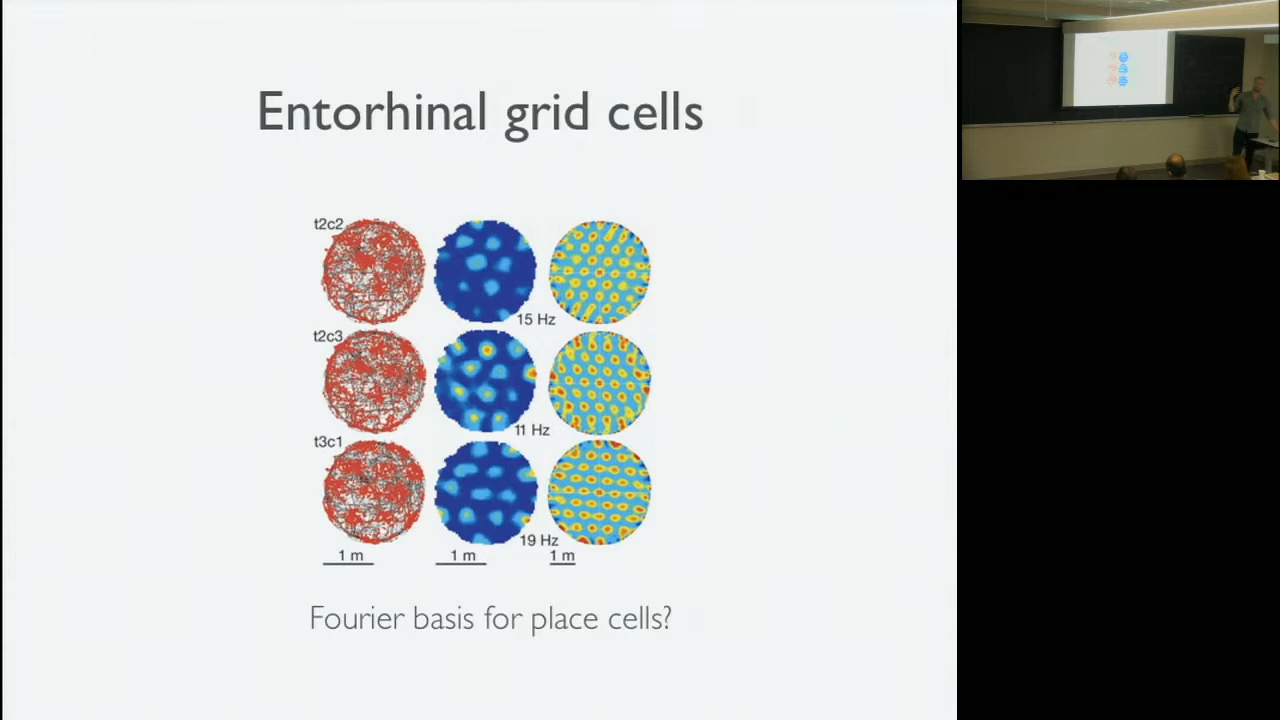 Entorhinal grid cells
t2c2
15 Hz
t2c3
11 Hz
t3c1
19 Hz
1 m 1 m 1 m
Fourier basis for place cells?